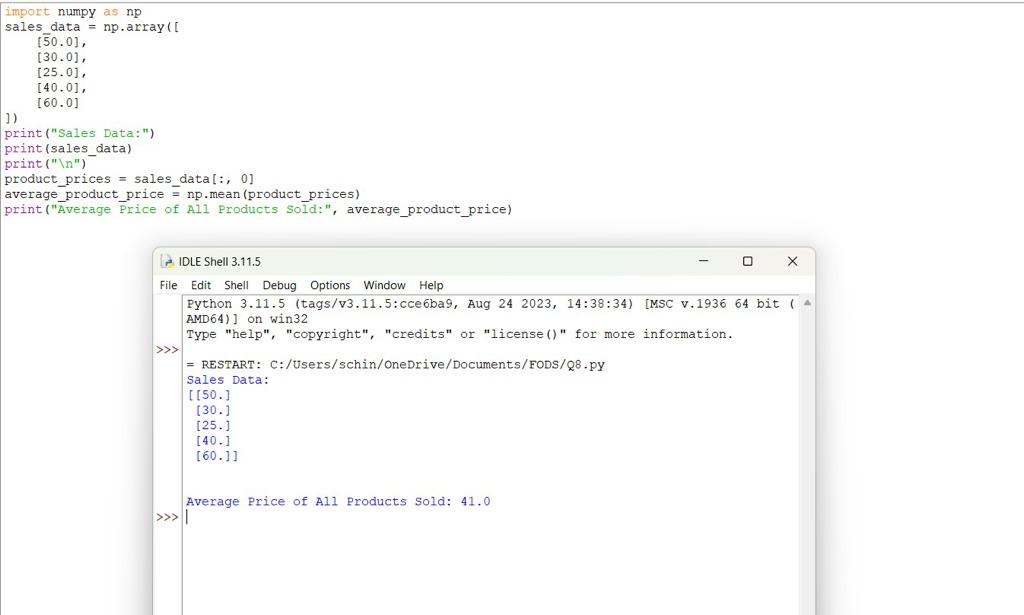 import numpy as np
sales_data = np.array([
    [50.0],
    [30.0],
    [25.0],
    [40.0],
    [60.0]
])
print("Sales Data:")
print(sales_data)
print("\n")
product_prices = sales_data[:, 0]
average_product_price = np.mean(product_prices)
print("Average Price of All Products Sold:", average_product_price)
IDLE Shell 3.11.5
File Edit Shell Debug Options Window Help
Python 3.11.5 (tags/v3.11.5:cce6ba9, Aug 24 2023, 14:38:34) [MSC v.1936 64 bit (
AMD64)] on win32
Type "help", "copyright", "credits" or "license()" for more information.
>>>
= RESTART: C:/Users/schin/OneDrive/Documents/FODS/Q8.py
Sales Data:
[[50.]
 [30.]
 [25.]
 [40.]
 [60.]]
Average Price of All Products Sold: 41.0
>>>